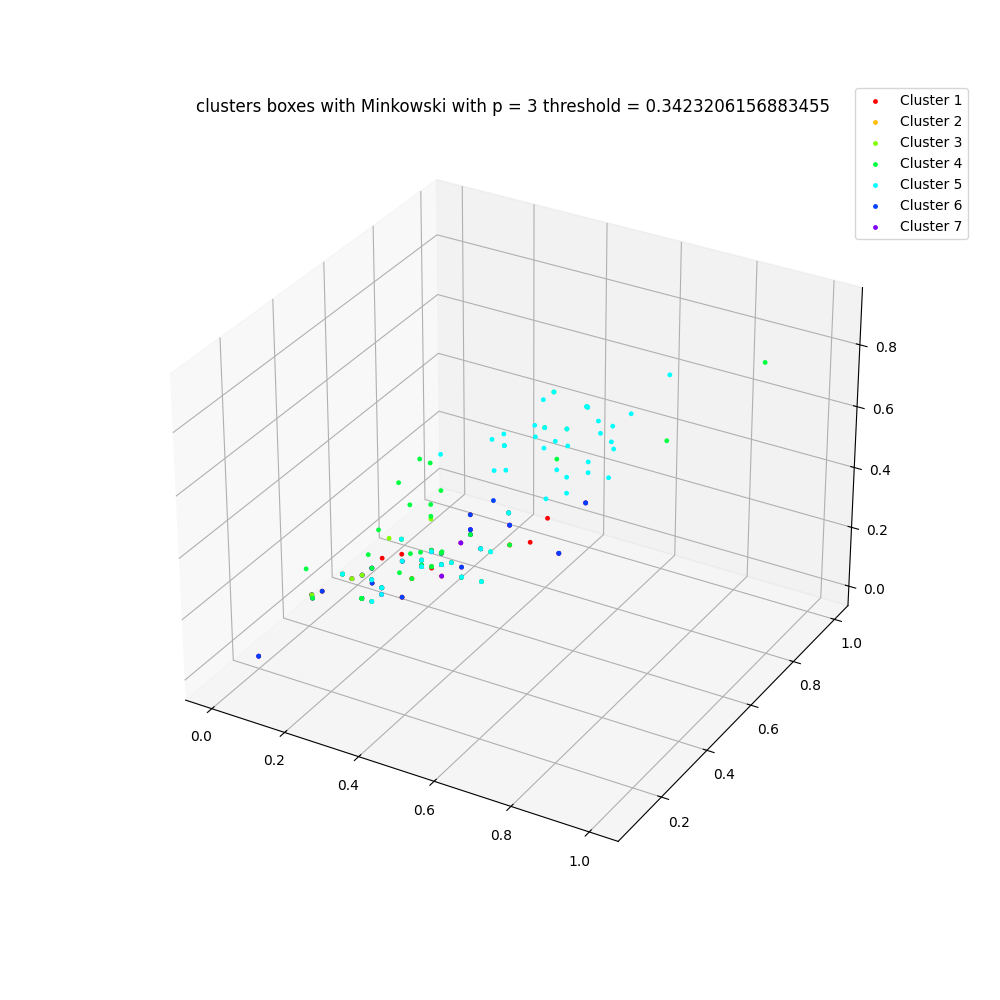 clusters boxes with Minkowski with p = 3 threshold = 0.3423206156883455
Cluster 1
Cluster 2
Cluster 3
Cluster 4
Cluster 5
Cluster 6
Cluster 7
0.8
0.6
0.4
0.2
0.0
1.0
0.8
0.6
0.4
0.2
0.0
0.2
0.4
0.6
0.8
1.0